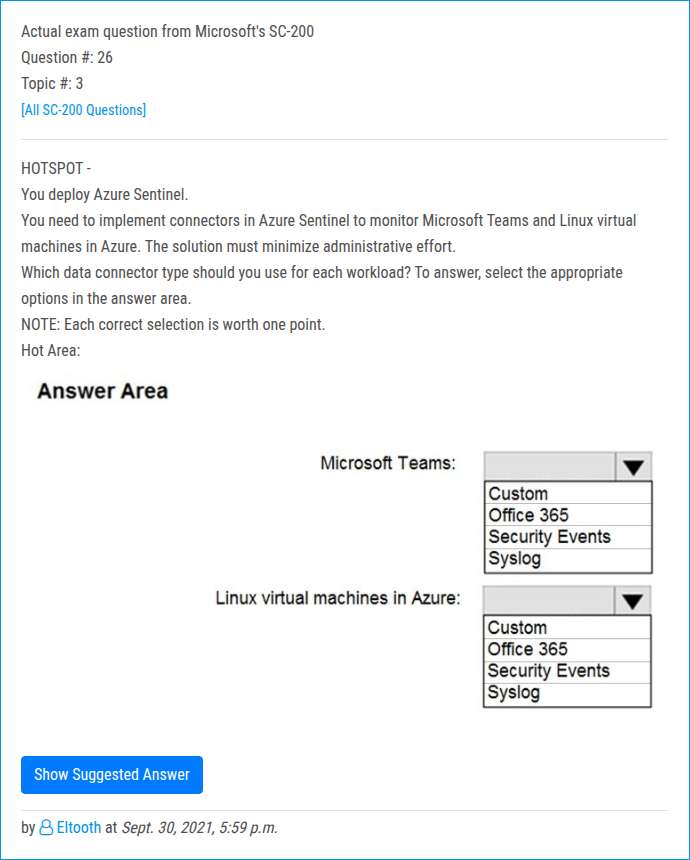 Actual exam question from Microsoft's SC-200
Question #: 26
Topic #: 3
[All SC-200 Questions]
HOTSPOT -
You deploy Azure Sentinel.
You need to implement connectors in Azure Sentinel to monitor Microsoft Teams and Linux virtual
machines in Azure. The solution must minimize administrative effort.
Which data connector type should you use for each workload? To answer, select the appropriate
options in the answer area.
NOTE: Each correct selection is worth one point.
Hot Area:
Answer Area
Microsoft Teams:
Custom
Office 365
Security Events
Syslog
Linux virtual machines in Azure:
Custom
Office 365
Security Events
Syslog
Show Suggested Answer
by Eltooth at Sept. 30, 2021, 5:59 p.m.